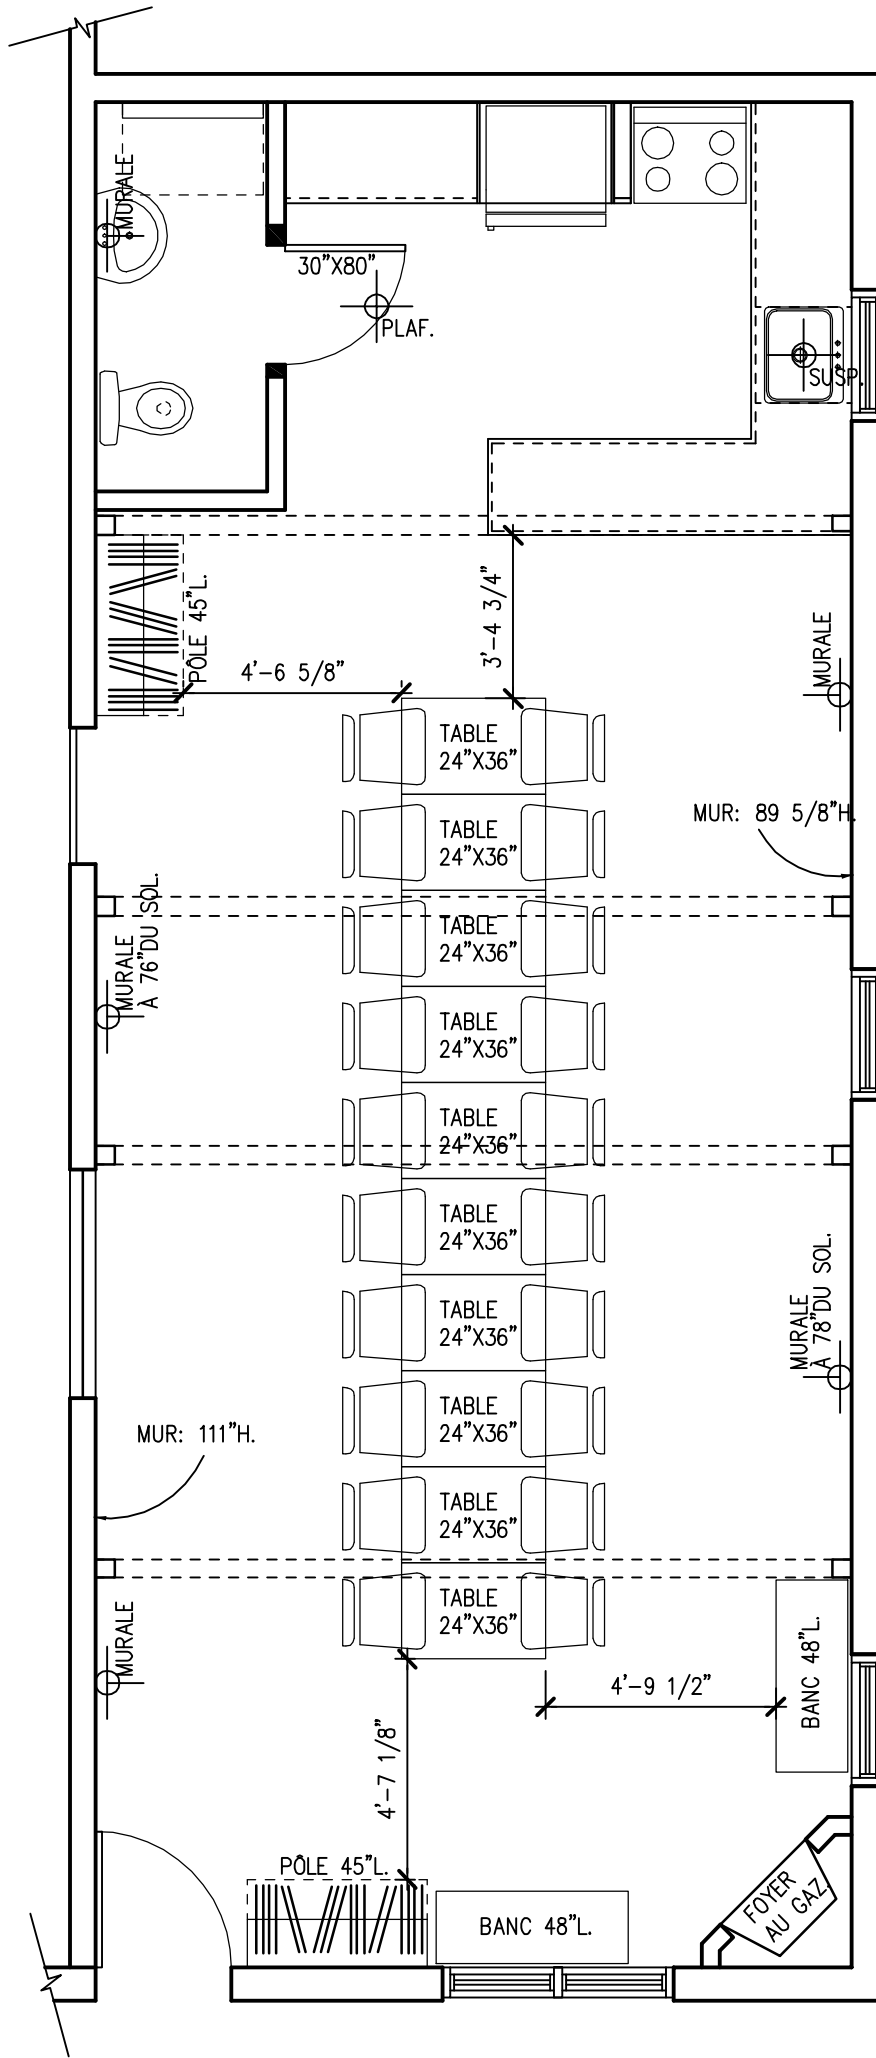 MURALE
30"X80"
PLAF.
SUSP.
PÔLE 45"L.
4'-6 5/8"
3'-4 3/4"
MURALE
TABLE
24"X36"
MUR: 89 5/8"H.
TABLE
24"X36"
MURALE
À 76"DU SOL.
TABLE
24"X36"
TABLE
24"X36"
TABLE
24"X36"
TABLE
24"X36"
MURALE
À 78"DU SOL.
TABLE
24"X36"
TABLE
24"X36"
MUR: 111"H.
TABLE
24"X36"
TABLE
24"X36"
MURALE
BANC 48"L.
4'-9 1/2"
4'-7 1/8"
PÔLE 45"L.
BANC 48"L.
FOYER
AU GAZ.